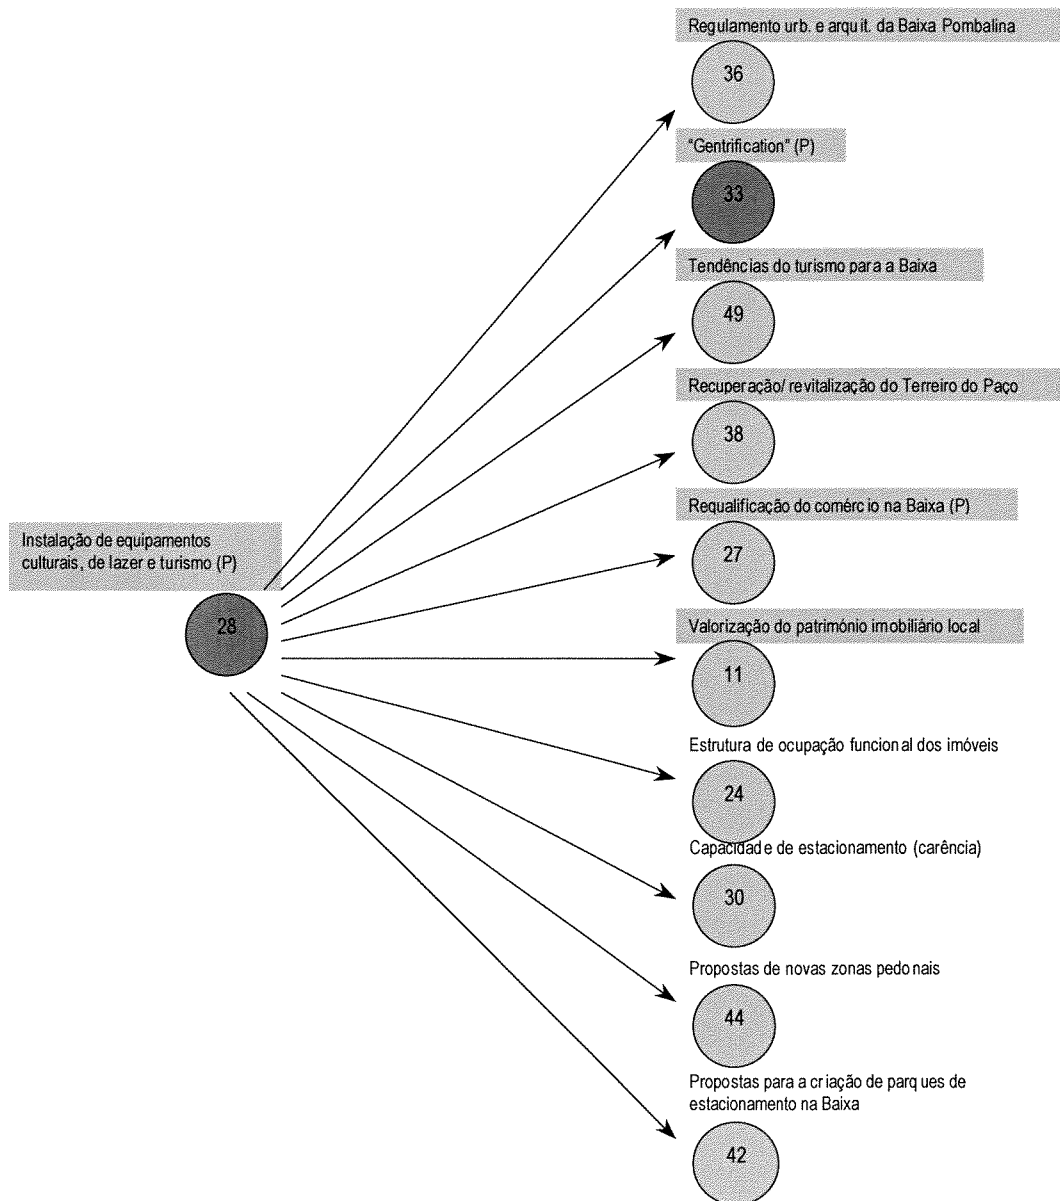 Regulamento urb. e arquit. da Baixa Pombalina
36
"Gentrification" (P)
33
Tendências do turismo para a Baixa
49
Recuperação/ revitalização do Terreiro do Paço
38
Requalificação do comércio na Baixa (P)
27
Instalação de equipamentos
culturais, de lazer e turismo (P)
28
Valorização do património imobiliário local
11
Estrutura de ocupação funcional dos imóveis
24
Capacidade de estacionamento (carência)
30
Propostas de novas zonas pedonais
44
Propostas para a criação de parques de
estacionamento na Baixa
42